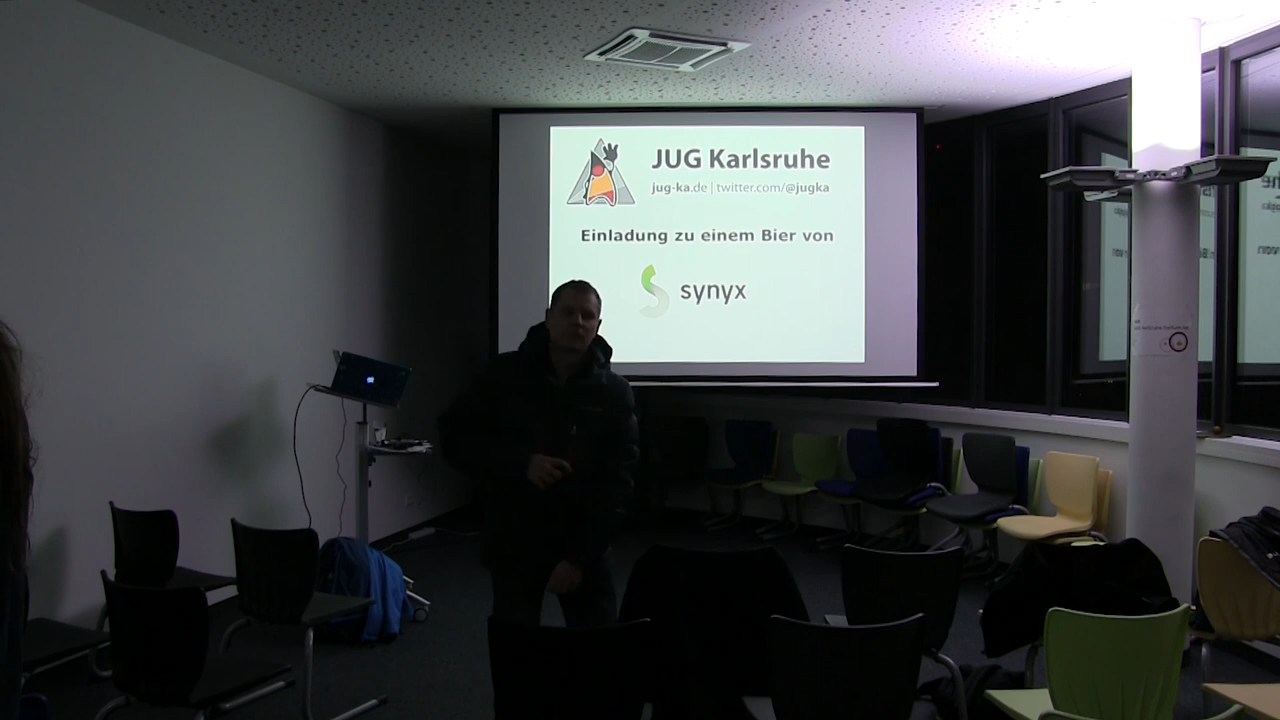 JUG Karlsruhe
jug-ka.de | twitter.com/@jugka
Einladung zu einem Bier von
synyx